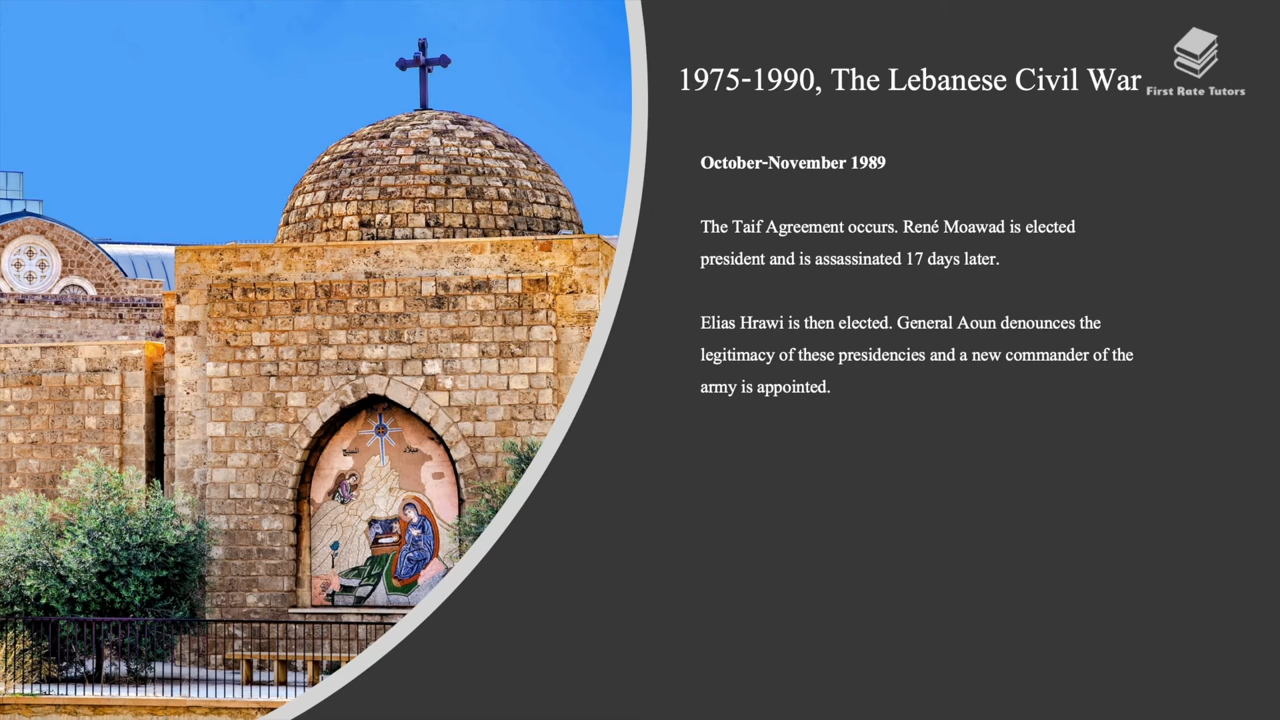 1975-1990, The Lebanese Civil War
First Rate Tutors
October-November 1989
The Taif Agreement occurs. René Moawad is elected
president and is assassinated 17 days later.
Elias Hrawi is then elected. General Aoun denounces the
legitimacy of these presidencies and a new commander of the
army is appointed.
ميلاد المسيح